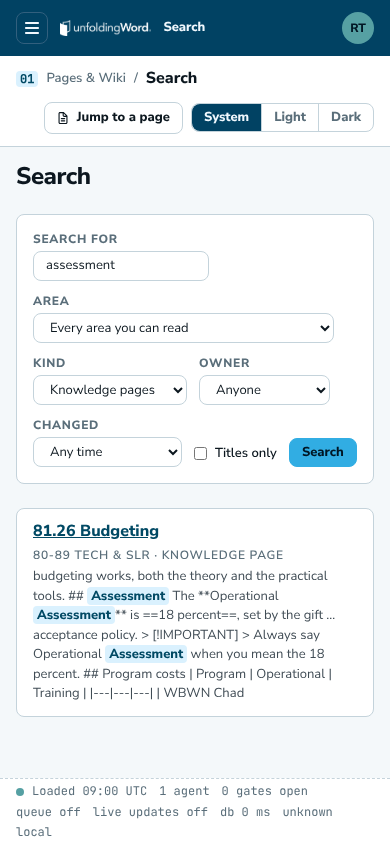 unfoldingWord. Search RT
01 Pages & Wiki / Search
Jump to a page System Light Dark
Search
SEARCH FOR
assessment
AREA
Every area you can read
KIND OWNER
Knowledge pages Anyone
CHANGED
Any time Titles only Search
81.26 Budgeting
80-89 TECH & SLR · KNOWLEDGE PAGE
budgeting works, both the theory and the practical
tools. ## Assessment The **Operational
Assessment** is ==18 percent==, set by the gift ...
acceptance policy. > [!IMPORTANT] > Always say
Operational Assessment when you mean the 18
percent. ## Program costs | Program | Operational |
Training | |---|---|---| | WBWN Chad
Loaded 09:00 UTC 1 agent 0 gates open
queue off live updates off db 0 ms unknown
local